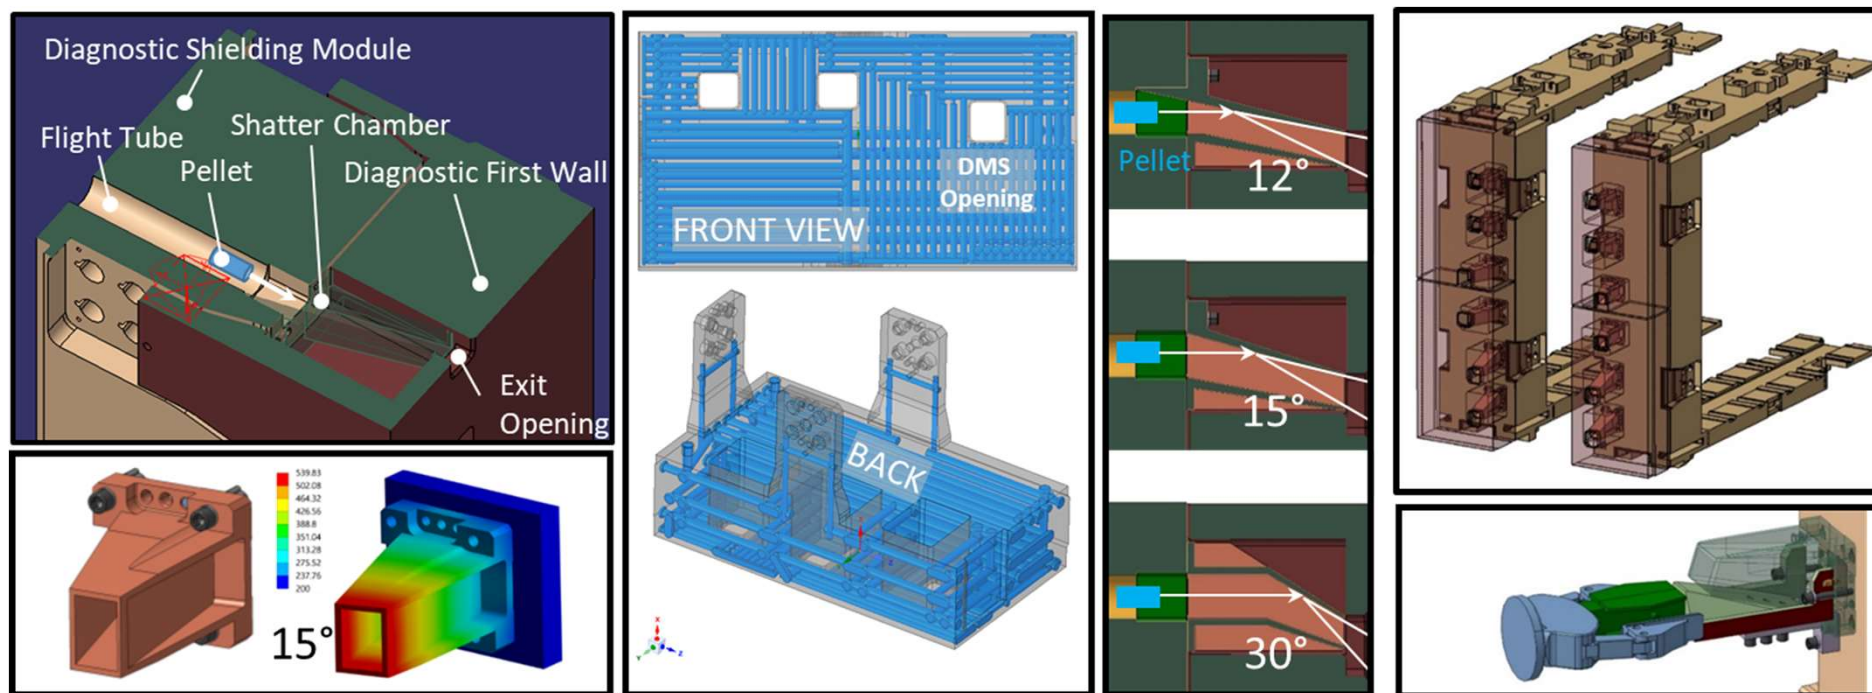 Diagnostic Shielding Module
Flight Tube
Shatter Chamber
Pellet
Diagnostic First Wall
Exit
Opening
539.83
502.08
464.32
426.56
388.8
351.04
313.28
275.52
237.76
200
15°
DMS
Opening
FRONT VIEW
BACK
X
Y
Z
Pellet
12°
15°
30°